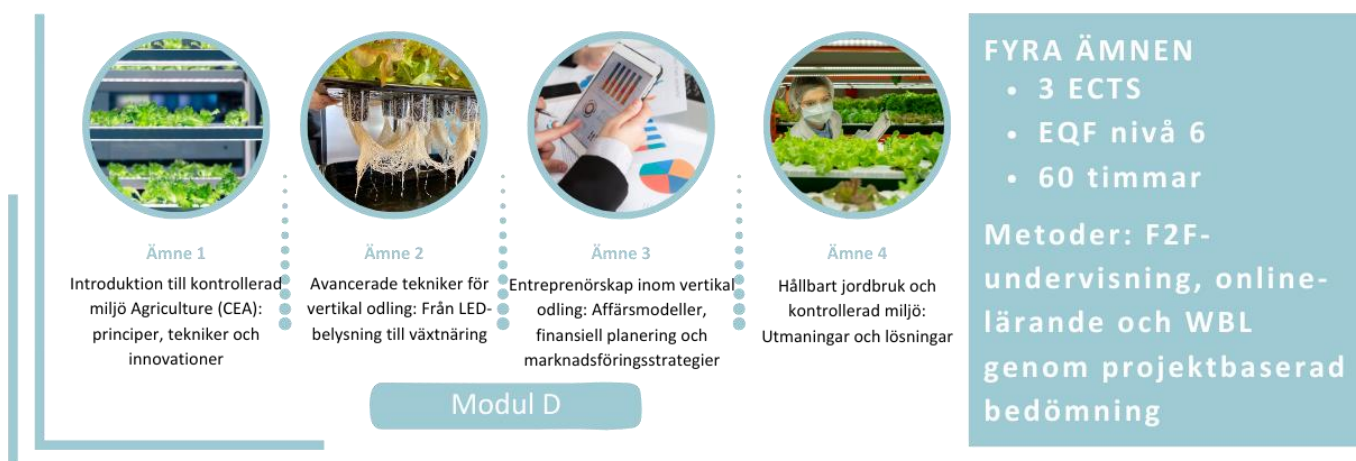 Ämne 1
Introduktion till kontrollerad
miljö Agriculture (CEA):
principer, tekniker och
innovationer
Ämne 2
Avancerade tekniker för
vertikal odling: Från LED-
belysning till växtnäring
Ämne 3
Entreprenörskap inom vertikal
odling: Affärsmodeller,
finansiell planering och
marknadsföringsstrategier
Ämne 4
Hållbart jordbruk och
kontrollerad miljö:
Utmaningar och lösningar
Modul D
FYRA ÄMNEN
• 3 ECTS
• EQF nivå 6
• 60 timmar
Metoder: F2F-
undervisning, online-
lärande och WBL
genom projektbaserad
bedömning